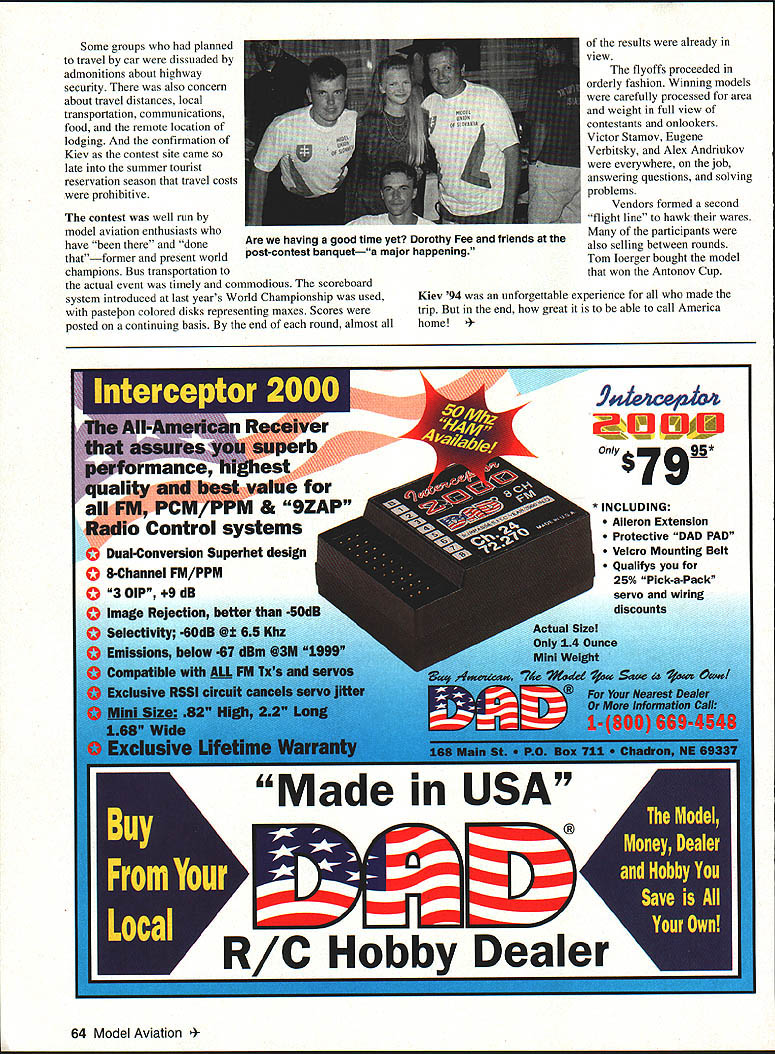 Some groups who had planned
to travel by car were dissuaded by
admonitions about highway
security. There was also concern
about travel distances, local
transportation, communications,
food, and the remote location of
lodging. And the confirmation of
Kiev as the contest site came so
late into the summer tourist
reservation season that travel costs
were prohibitive.
The contest was well run by
model aviation enthusiasts who
have “been there” and “done
that”—former and present world
champions. Bus transportation to
the actual event was timely and commodious. The scoreboard
system introduced at last year’s World Championship was used,
with pastepon colored disks representing maxes. Scores were
posted on a continuing basis. By the end of each round, almost all
MODEL
UNION
OF SLOVAKIA
MODEL
UNION
OF SLOVAKIA
Are we having a good time yet? Dorothy Fee and friends at the
post-contest banquet—“a major happening.”
of the results were already in
view.
The flyoffs proceeded in
orderly fashion. Winning models
were carefully processed for area
and weight in full view of
contestants and onlookers.
Victor Stamov, Eugene
Verbitsky, and Alex Andriukov
were everywhere, on the job,
answering questions, and solving
problems.
Vendors formed a second
“flight line” to hawk their wares.
Many of the participants were
also selling between rounds.
Tom Ioerger bought the model
that won the Antonov Cup.
Kiev ’94 was an unforgettable experience for all who made the
trip. But in the end, how great it is to be able to call America
home! ✈
Interceptor 2000
The All-American Receiver
that assures you superb
performance, highest
quality and best value for
all FM, PCM/PPM & “9ZAP”
Radio Control systems
Dual-Conversion Superhet design
8-Channel FM/PPM
“3 OIP”, +9 dB
Image Rejection, better than -50dB
Selectivity; -60dB @± 6.5 Khz
Emissions, below -67 dBm @3M “1999”
Compatible with ALL FM Tx’s and servos
Exclusive RSSI circuit cancels servo jitter
Mini Size: .82" High, 2.2" Long
1.68" Wide
Exclusive Lifetime Warranty
50 Mhz
“HAM”
Available!
Interceptor
2000
8 CH
FM
DAD
MADE IN U.S.A.
Ch. 24
72.270
Interceptor
2000
Only $79 95*
* INCLUDING:
• Aileron Extension
• Protective “DAD PAD”
• Velcro Mounting Belt
• Qualifys you for
25% “Pick-a-Pack”
servo and wiring
discounts
Actual Size!
Only 1.4 Ounce
Mini Weight
Buy American, The Model You Save is Your Own!
DAD®
For Your Nearest Dealer
Or More Information Call:
1-(800) 669-4548
168 Main St. • P.O. Box 711 • Chadron, NE 69337
Buy
From Your
Local
“Made in USA”
DAD®
R/C Hobby Dealer
The Model,
Money, Dealer
and Hobby You
Save is All
Your Own!
64 Model Aviation ✈